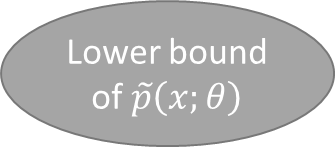 Lower bound
of p̃(x; θ)